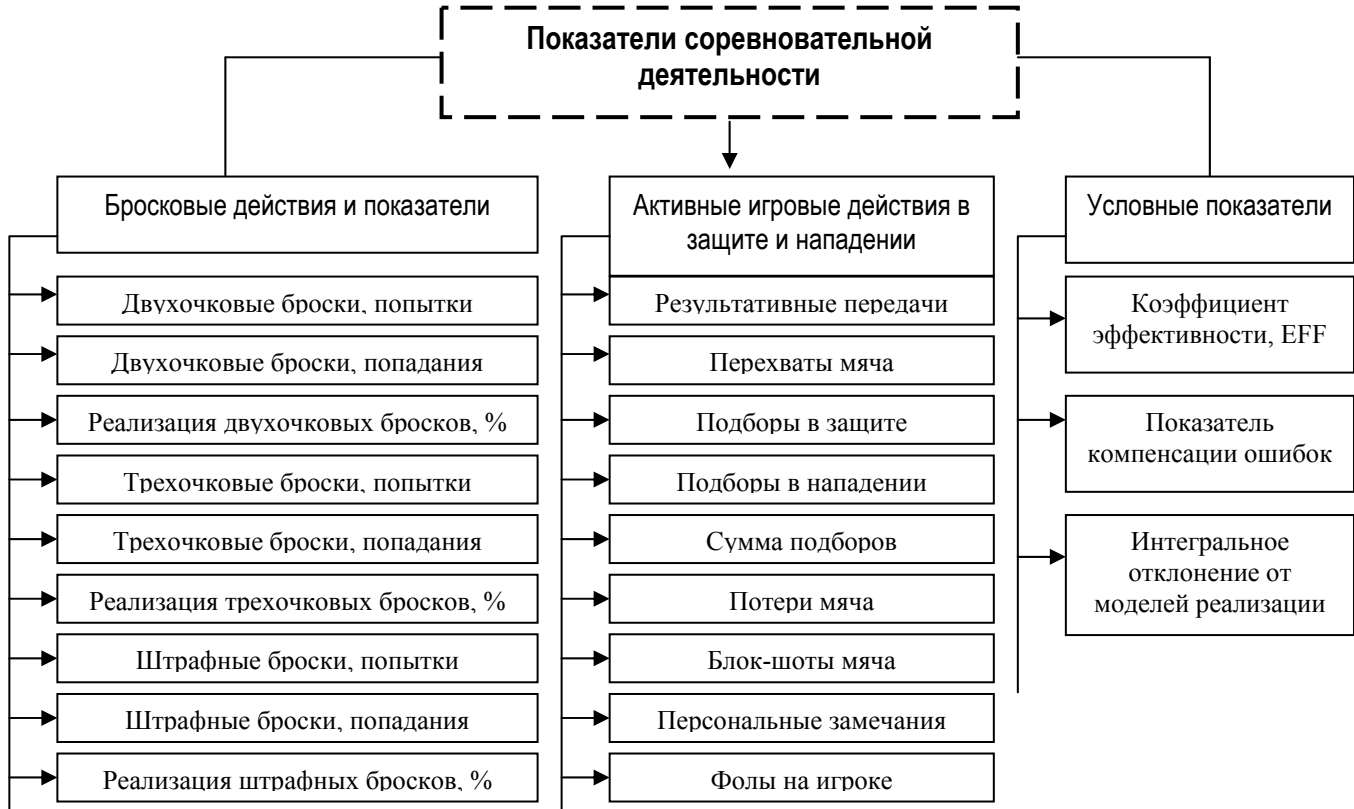 Показатели соревновательной
деятельности
Бросковые действия и показатели
Двухочковые броски, попытки
Двухочковые броски, попадания
Реализация двухочковых бросков, %
Трехочковые броски, попытки
Трехочковые броски, попадания
Реализация трехочковых бросков, %
Штрафные броски, попытки
Штрафные броски, попадания
Реализация штрафных бросков, %
Активные игровые действия в
защите и нападении
Результативные передачи
Перехваты мяча
Подборы в защите
Подборы в нападении
Сумма подборов
Потери мяча
Блок-шоты мяча
Персональные замечания
Фолы на игроке
Условные показатели
Коэффициент
эффективности, EFF
Показатель
компенсации ошибок
Интегральное
отклонение от
моделей реализации